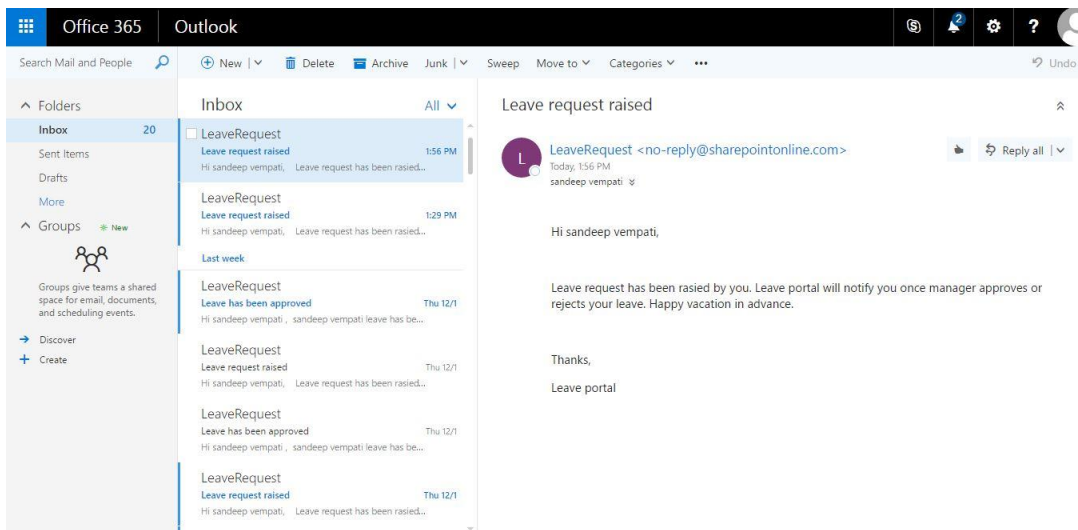 Office 365 Outlook 2 ?
Search Mail and People New Delete Archive Junk Sweep Move to Categories ••• Undo
Folders
Inbox 20
Sent Items
Drafts
More
Groups New
Groups give teams a shared
space for email, documents,
and scheduling events.
Discover
Create
Inbox All
LeaveRequest
Leave request raised 1:56 PM
Hi sandeep vempati, Leave request has been rasied...
LeaveRequest
Leave request raised 1:29 PM
Hi sandeep vempati, Leave request has been rasied...
Last week
LeaveRequest
Leave has been approved Thu 12/1
Hi sandeep vempati , sandeep vempati leave has be...
LeaveRequest
Leave request raised Thu 12/1
Hi sandeep vempati, Leave request has been rasied...
LeaveRequest
Leave has been approved Thu 12/1
Hi sandeep vempati , sandeep vempati leave has be...
LeaveRequest
Leave request raised Thu 12/1
Hi sandeep vempati, Leave request has been rasied...
Leave request raised
L
LeaveRequest <no-reply@sharepointonline.com> Reply all
Today, 1:56 PM
sandeep vempati
Hi sandeep vempati,
Leave request has been rasied by you. Leave portal will notify you once manager approves or
rejects your leave. Happy vacation in advance.
Thanks,
Leave portal